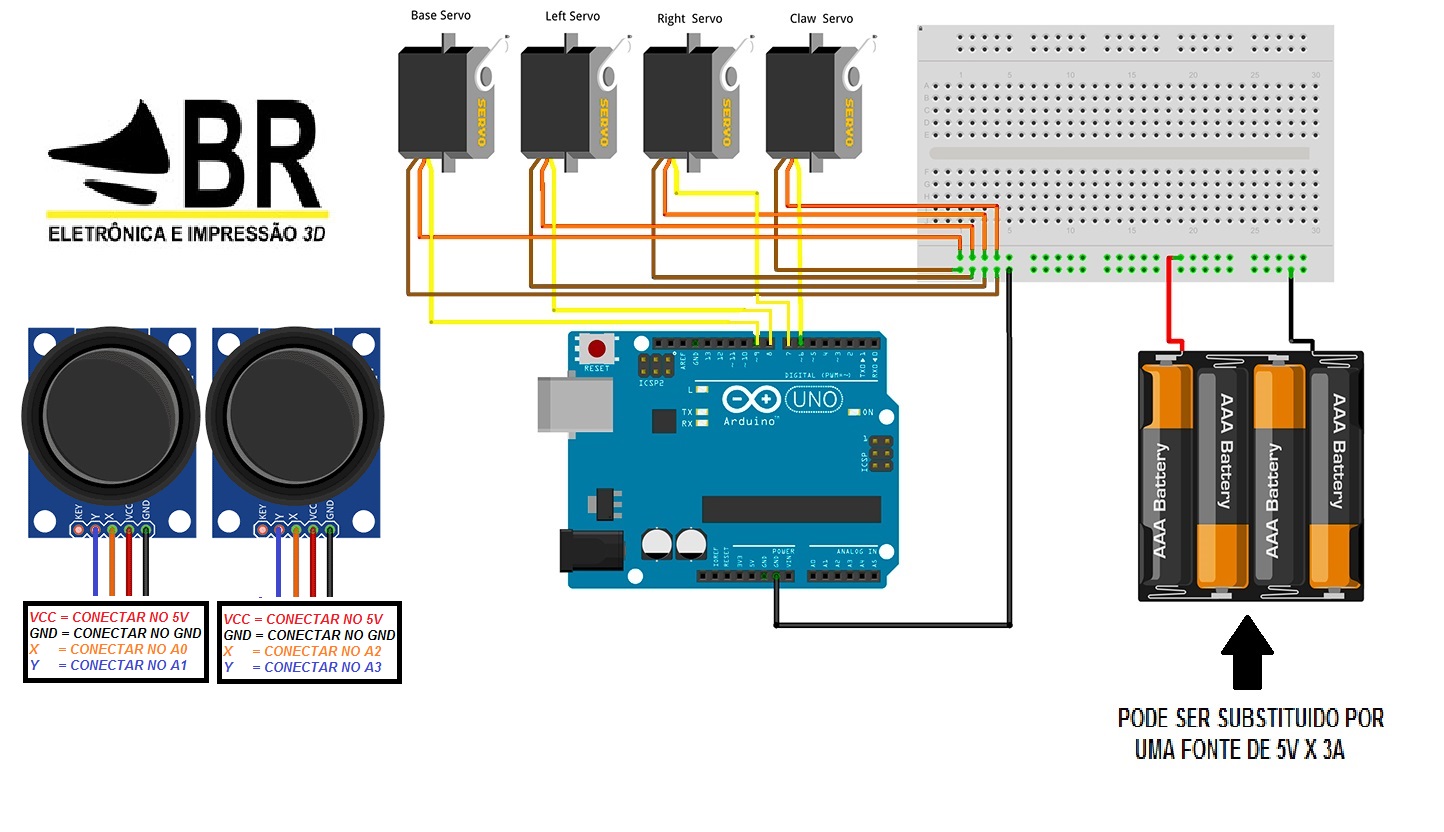 Base Servo
Left Servo
Right Servo
Claw Servo
SERVO
SERVO
SERVO
SERVO
BR
ELETRÔNICA E IMPRESSÃO 3D
1 5 10 15 20 25 30
A
B
C
D
E
F
G
H
1 5 10 15 20 25 30
KEY
Y
X
VCC
GND
KEY
Y
X
VCC
GND
VCC = CONECTAR NO 5V
GND = CONECTAR NO GND
X = CONECTAR NO A0
Y = CONECTAR NO A1
VCC = CONECTAR NO 5V
GND = CONECTAR NO GND
X = CONECTAR NO A2
Y = CONECTAR NO A3
RESET
ICSP2
AREF
GND
13
12
~11
~10
~9
8
7
~6
~5
4
~3
2
TX0▶1
RX0◀0
DIGITAL (PWM=~)
L
TX
RX
Arduino™
UNO
ON
1
ICSP
IOREF
RESET
3V3
5V
GND
GND
VIN
POWER
ANALOG IN
A0
A1
A2
A3
A4
A5
AAA Battery
AAA Battery
AAA Battery
AAA Battery
PODE SER SUBSTITUIDO POR
UMA FONTE DE 5V X 3A